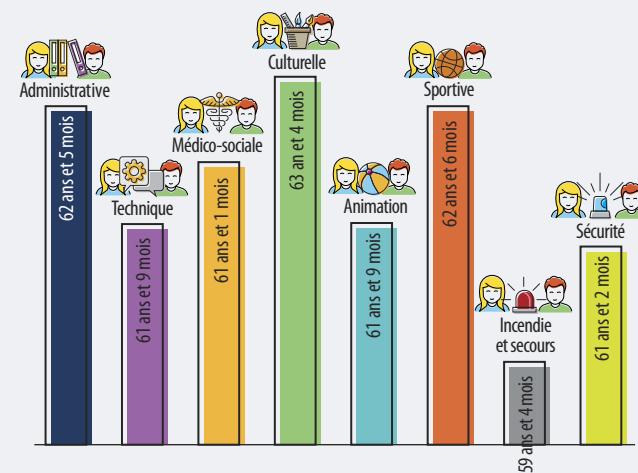 Administrative
62 ans et 5 mois
Technique
61 ans et 9 mois
Médico-sociale
61 ans et 1 mois
Culturelle
63 an et 4 mois
Animation
61 ans et 9 mois
Sportive
62 ans et 6 mois
Incendie
et secours
59 ans et 4 mois
Sécurité
61 ans et 2 mois